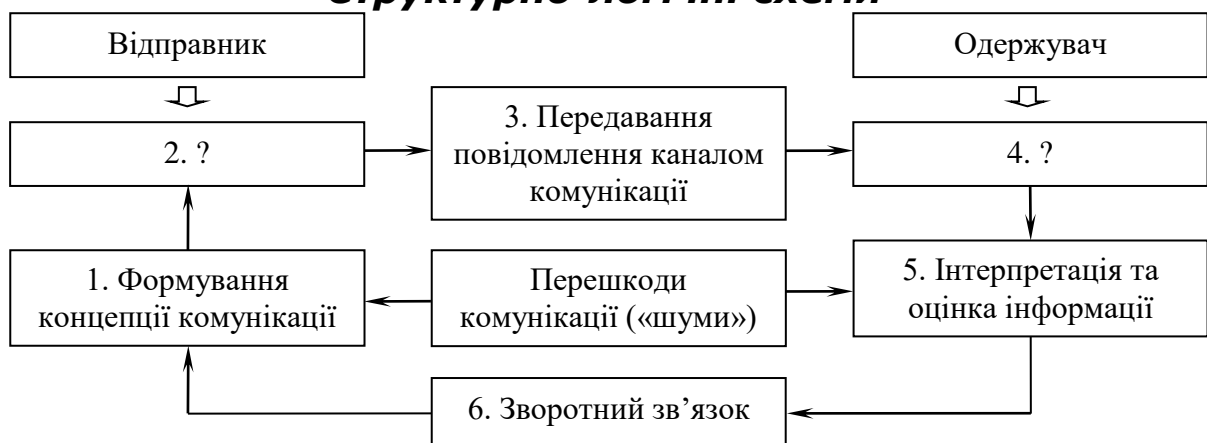 Відправник
Одержувач
2. ?
3. Передавання
повідомлення каналом
комунікації
4. ?
1. Формування
концепції комунікації
Перешкоди
комунікації («шуми»)
5. Інтерпретація та
оцінка інформації
6. Зворотний зв’язок